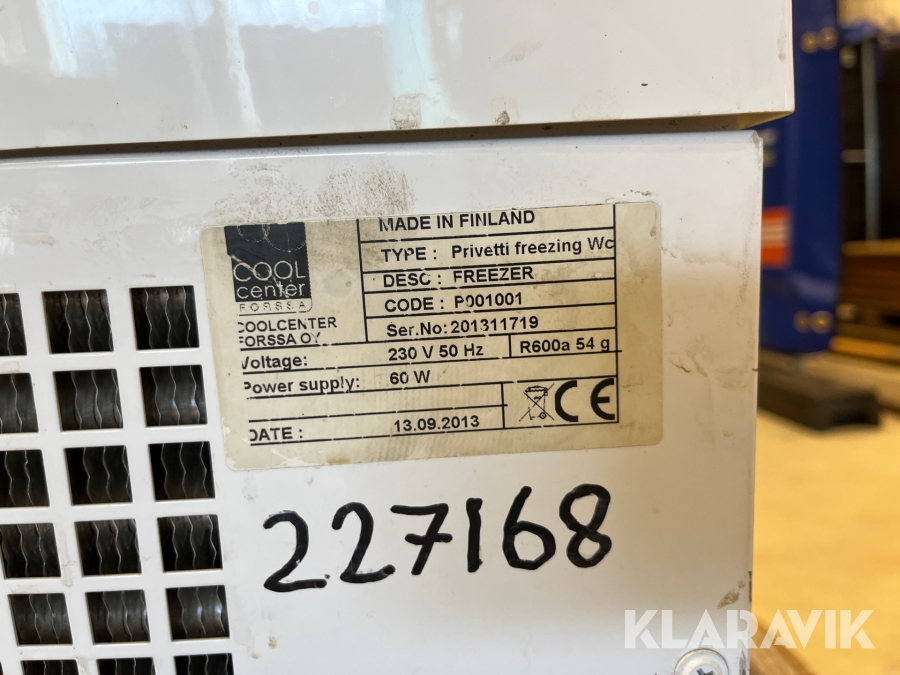 MADE IN FINLAND
COOL
center
FORSSA
TYPE : Privetti freezing Wc
DESC : FREEZER
CODE : P001001
COOLCENTER
FORSSA OY
Ser.No: 201311719
Voltage: 230 V 50 Hz R600a 54 g
Power supply: 60 W
CE
DATE : 13.09.2013
227168
KLARAVIK